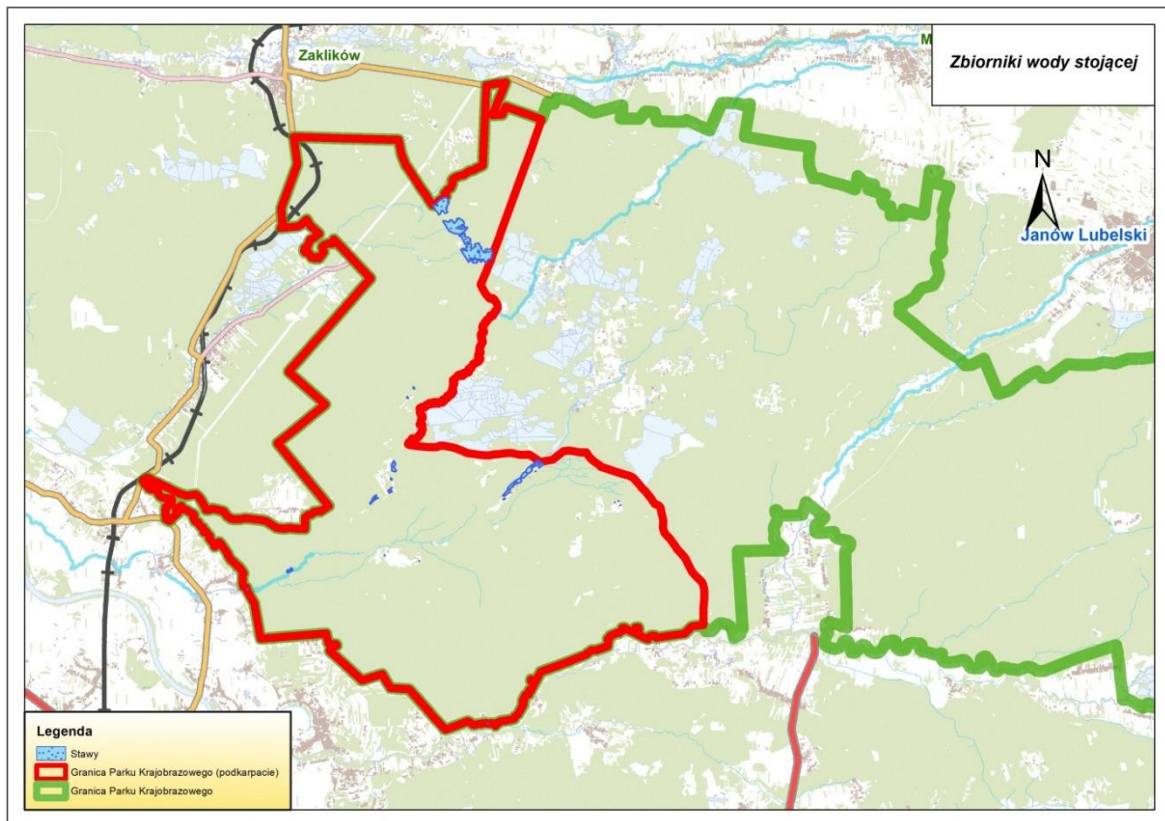 Zaklików
M
Zbiorniki wody stojącej
N
Janów Lubelski
Legenda
Stawy
Granica Parku Krajobrazowego (podkarpacie)
Granica Parku Krajobrazowego